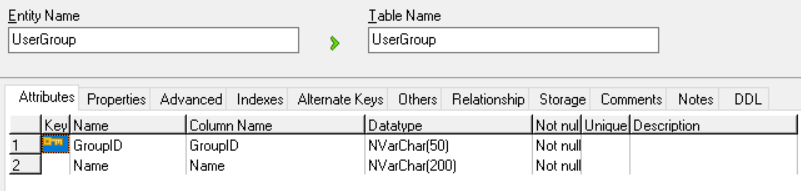 Entity Name Table Name
UserGroup UserGroup
Attributes Properties Advanced Indexes Alternate Keys Others Relationship Storage Comments Notes DDL
Key Name Column Name Datatype Not nul Unique Description
1 GroupID GroupID NVarChar(50) Not null
2 Name Name NVarChar(200) Not null